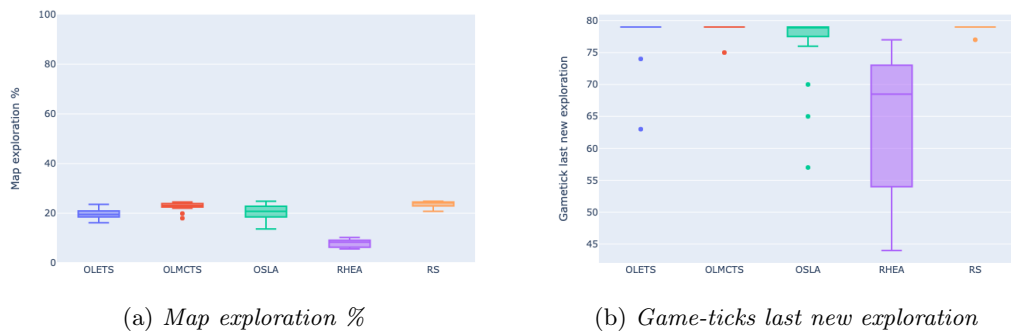 100
80
60
40
20
0
Map exploration %
OLETS OLMCTS OSLA RHEA RS
(a) Map exploration %
80
75
70
65
60
55
50
45
Gametick last new exploration
OLETS OLMCTS OSLA RHEA RS
(b) Game-ticks last new exploration